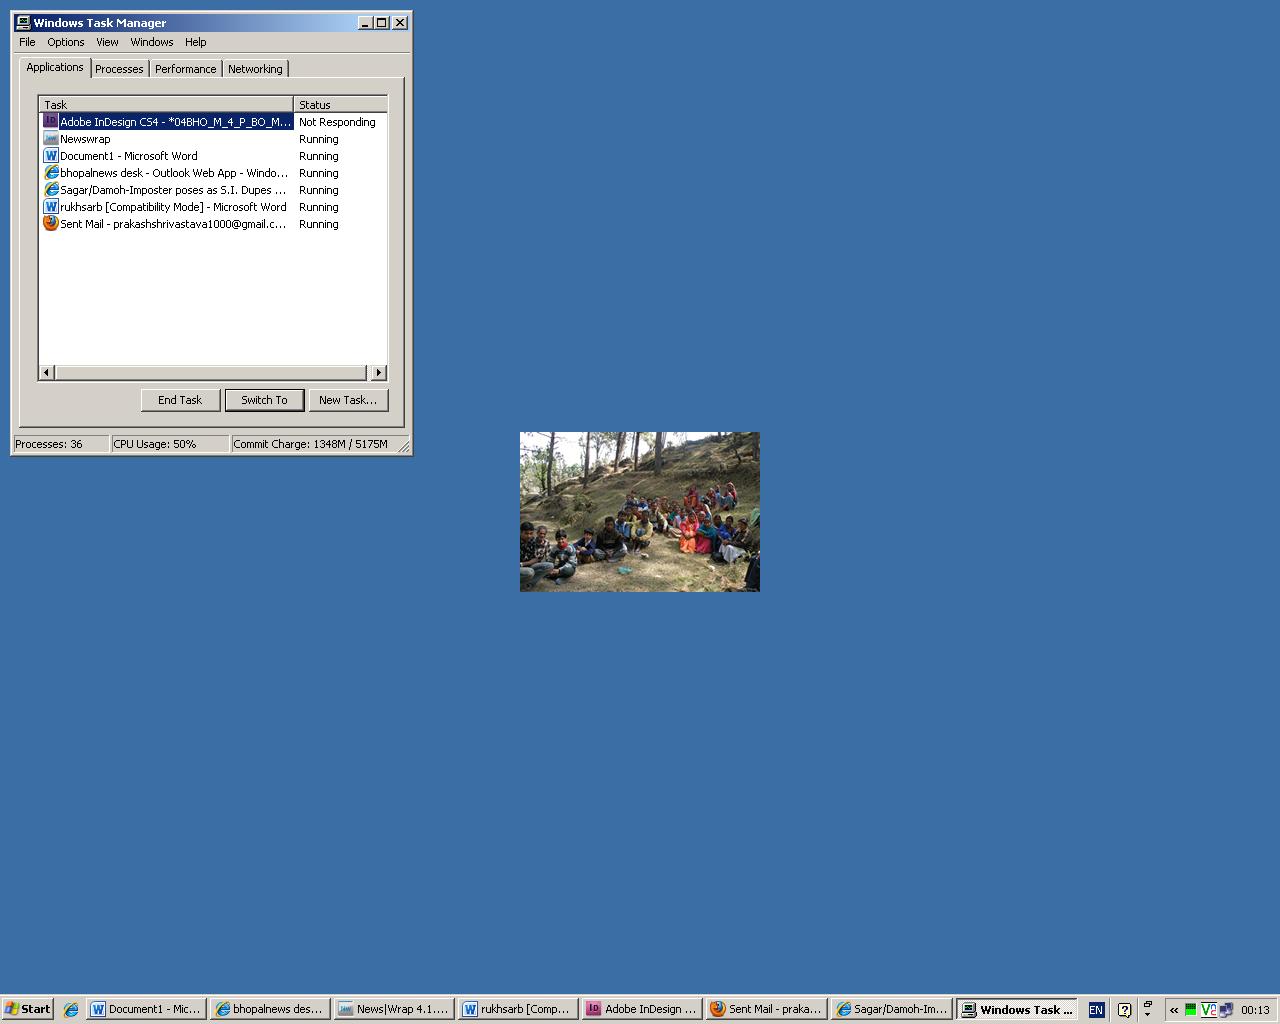 Windows Task Manager
File Options View Windows Help
Applications Processes Performance Networking
Task Status
Adobe InDesign CS4 - *04BHO_M_4_P_BO_M... Not Responding
Newswrap Running
Document1 - Microsoft Word Running
bhopalnews desk - Outlook Web App - Windo... Running
Sagar/Damoh-Imposter poses as S.I. Dupes ... Running
rukhsarb [Compatibility Mode] - Microsoft Word Running
Sent Mail - prakashshrivastava1000@gmail.c... Running
End Task Switch To New Task...
Processes: 36 CPU Usage: 50% Commit Charge: 1348M / 5175M
Start Document1 - Mic... bhopalnews des... News|Wrap 4.1.... rukhsarb [Comp... Adobe InDesign ... Sent Mail - praka... Sagar/Damoh-Im... Windows Task ... EN 00:13